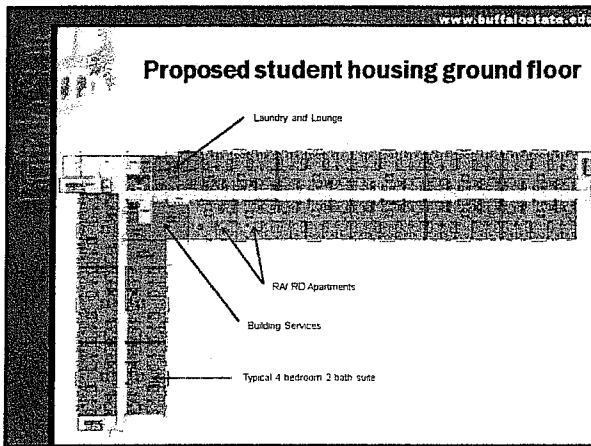 www.buffalostate.edu
Proposed student housing ground floor
Laundry and Lounge
RA/ RD Apartments
Building Services
Typical 4 bedroom 2 bath suite